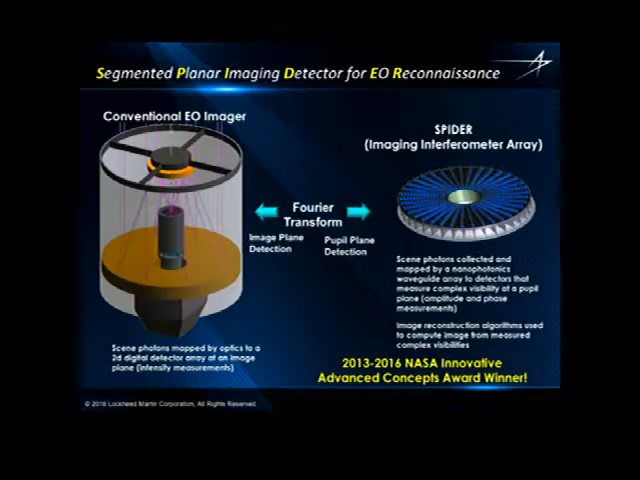 Segmented Planar Imaging Detector for EO Reconnaissance
Conventional EO Imager
SPIDER
(Imaging Interferometer Array)
Fourier
Transform
Image Plane
Detection
Pupil Plane
Detection
Scene photons collected and
mapped by a nanophotonics
waveguide array to detectors that
measure complex visibility at a pupil
plane (amplitude and phase
measurements)
Image reconstruction algorithms used
to compute image from measured
complex visibilities
Scene photons mapped by optics to a
2d digital detector array at an image
plane (intensity measurements)
2013-2016 NASA Innovative
Advanced Concepts Award Winner!
© 2016 Lockheed Martin Corporation, All Rights Reserved